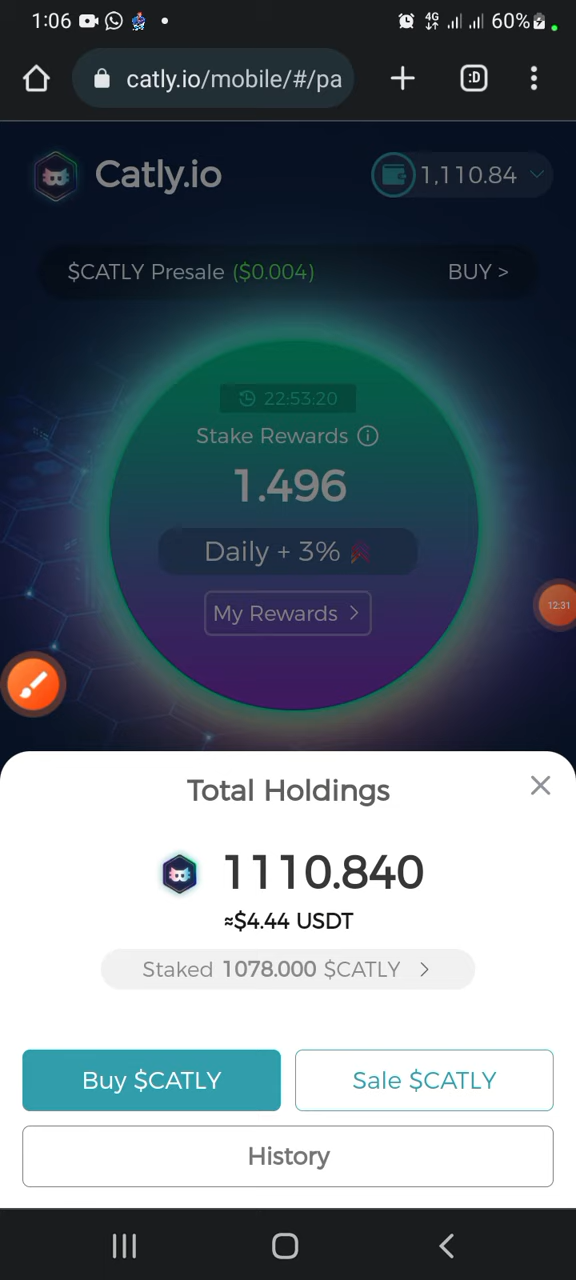 1:06
4G
60%
catly.io/mobile/#/pa
:D
Catly.io
1,110.84
$CATLY Presale ($0.004)
BUY >
22:53:20
Stake Rewards
1.496
Daily + 3%
My Rewards >
12:31
Total Holdings
1110.840
≈$4.44 USDT
Staked 1078.000 $CATLY >
Buy $CATLY
Sale $CATLY
History